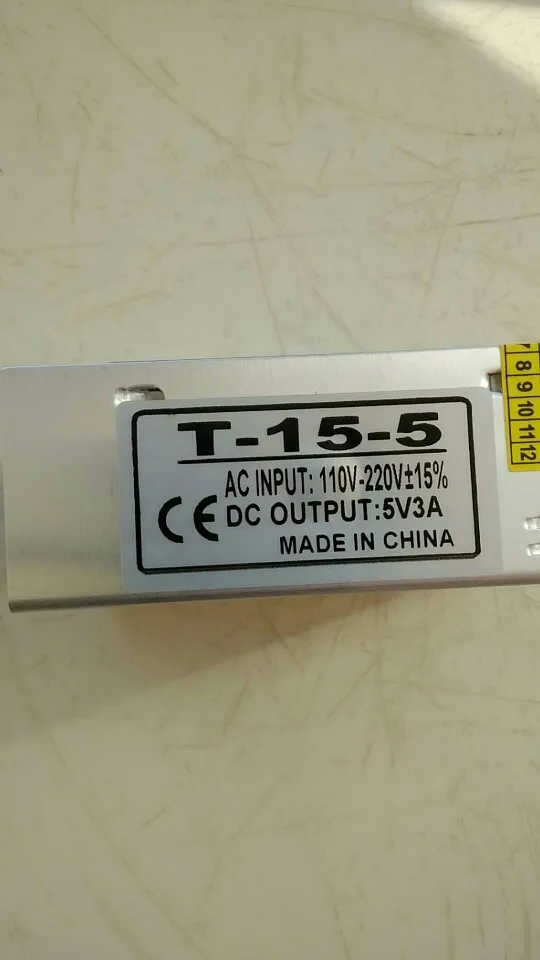 T-15-5
AC INPUT: 110V-220V±15%
CE DC OUTPUT:5V3A
MADE IN CHINA
8
9
10
11
12